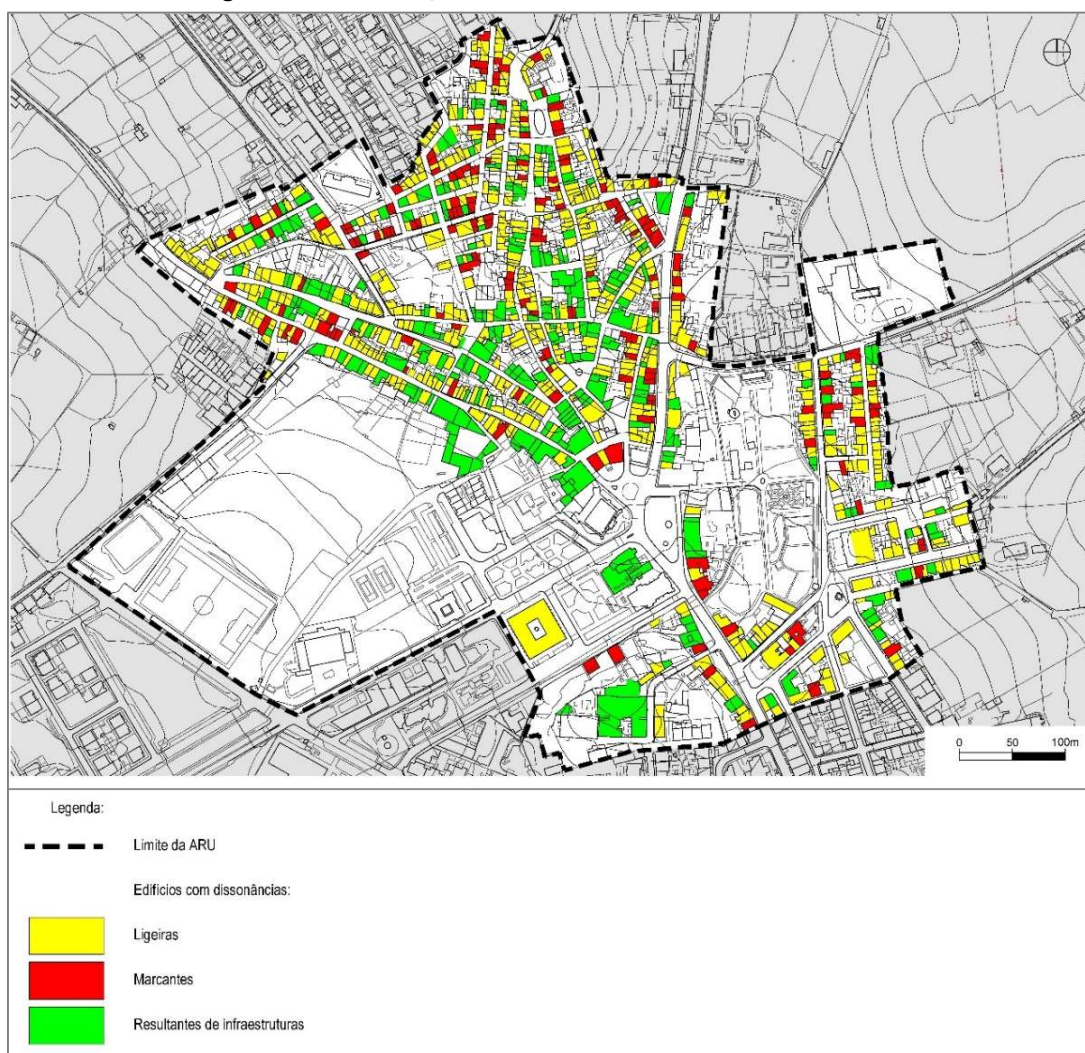 0 50 100m
Legenda:
Limite da ARU
Edifícios com dissonâncias:
Ligeiras
Marcantes
Resultantes de infraestruturas